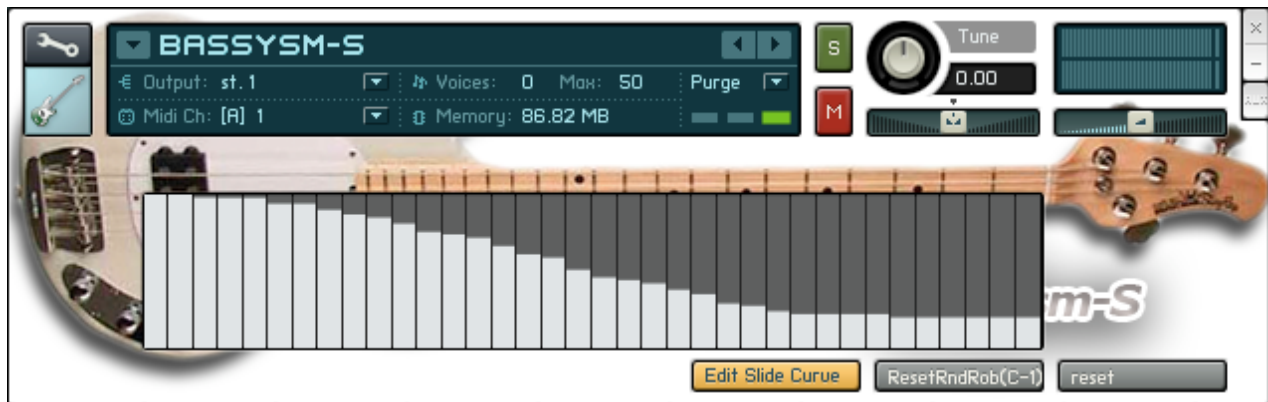 BASSYSM-S
S
Tune
Output: st.1
Voices: 0 Max: 50
Purge
0.00
Midi Ch: [A] 1
Memory: 86.82 MB
M
sm-S
Edit Slide Curve
ResetRndRob(C-1)
reset